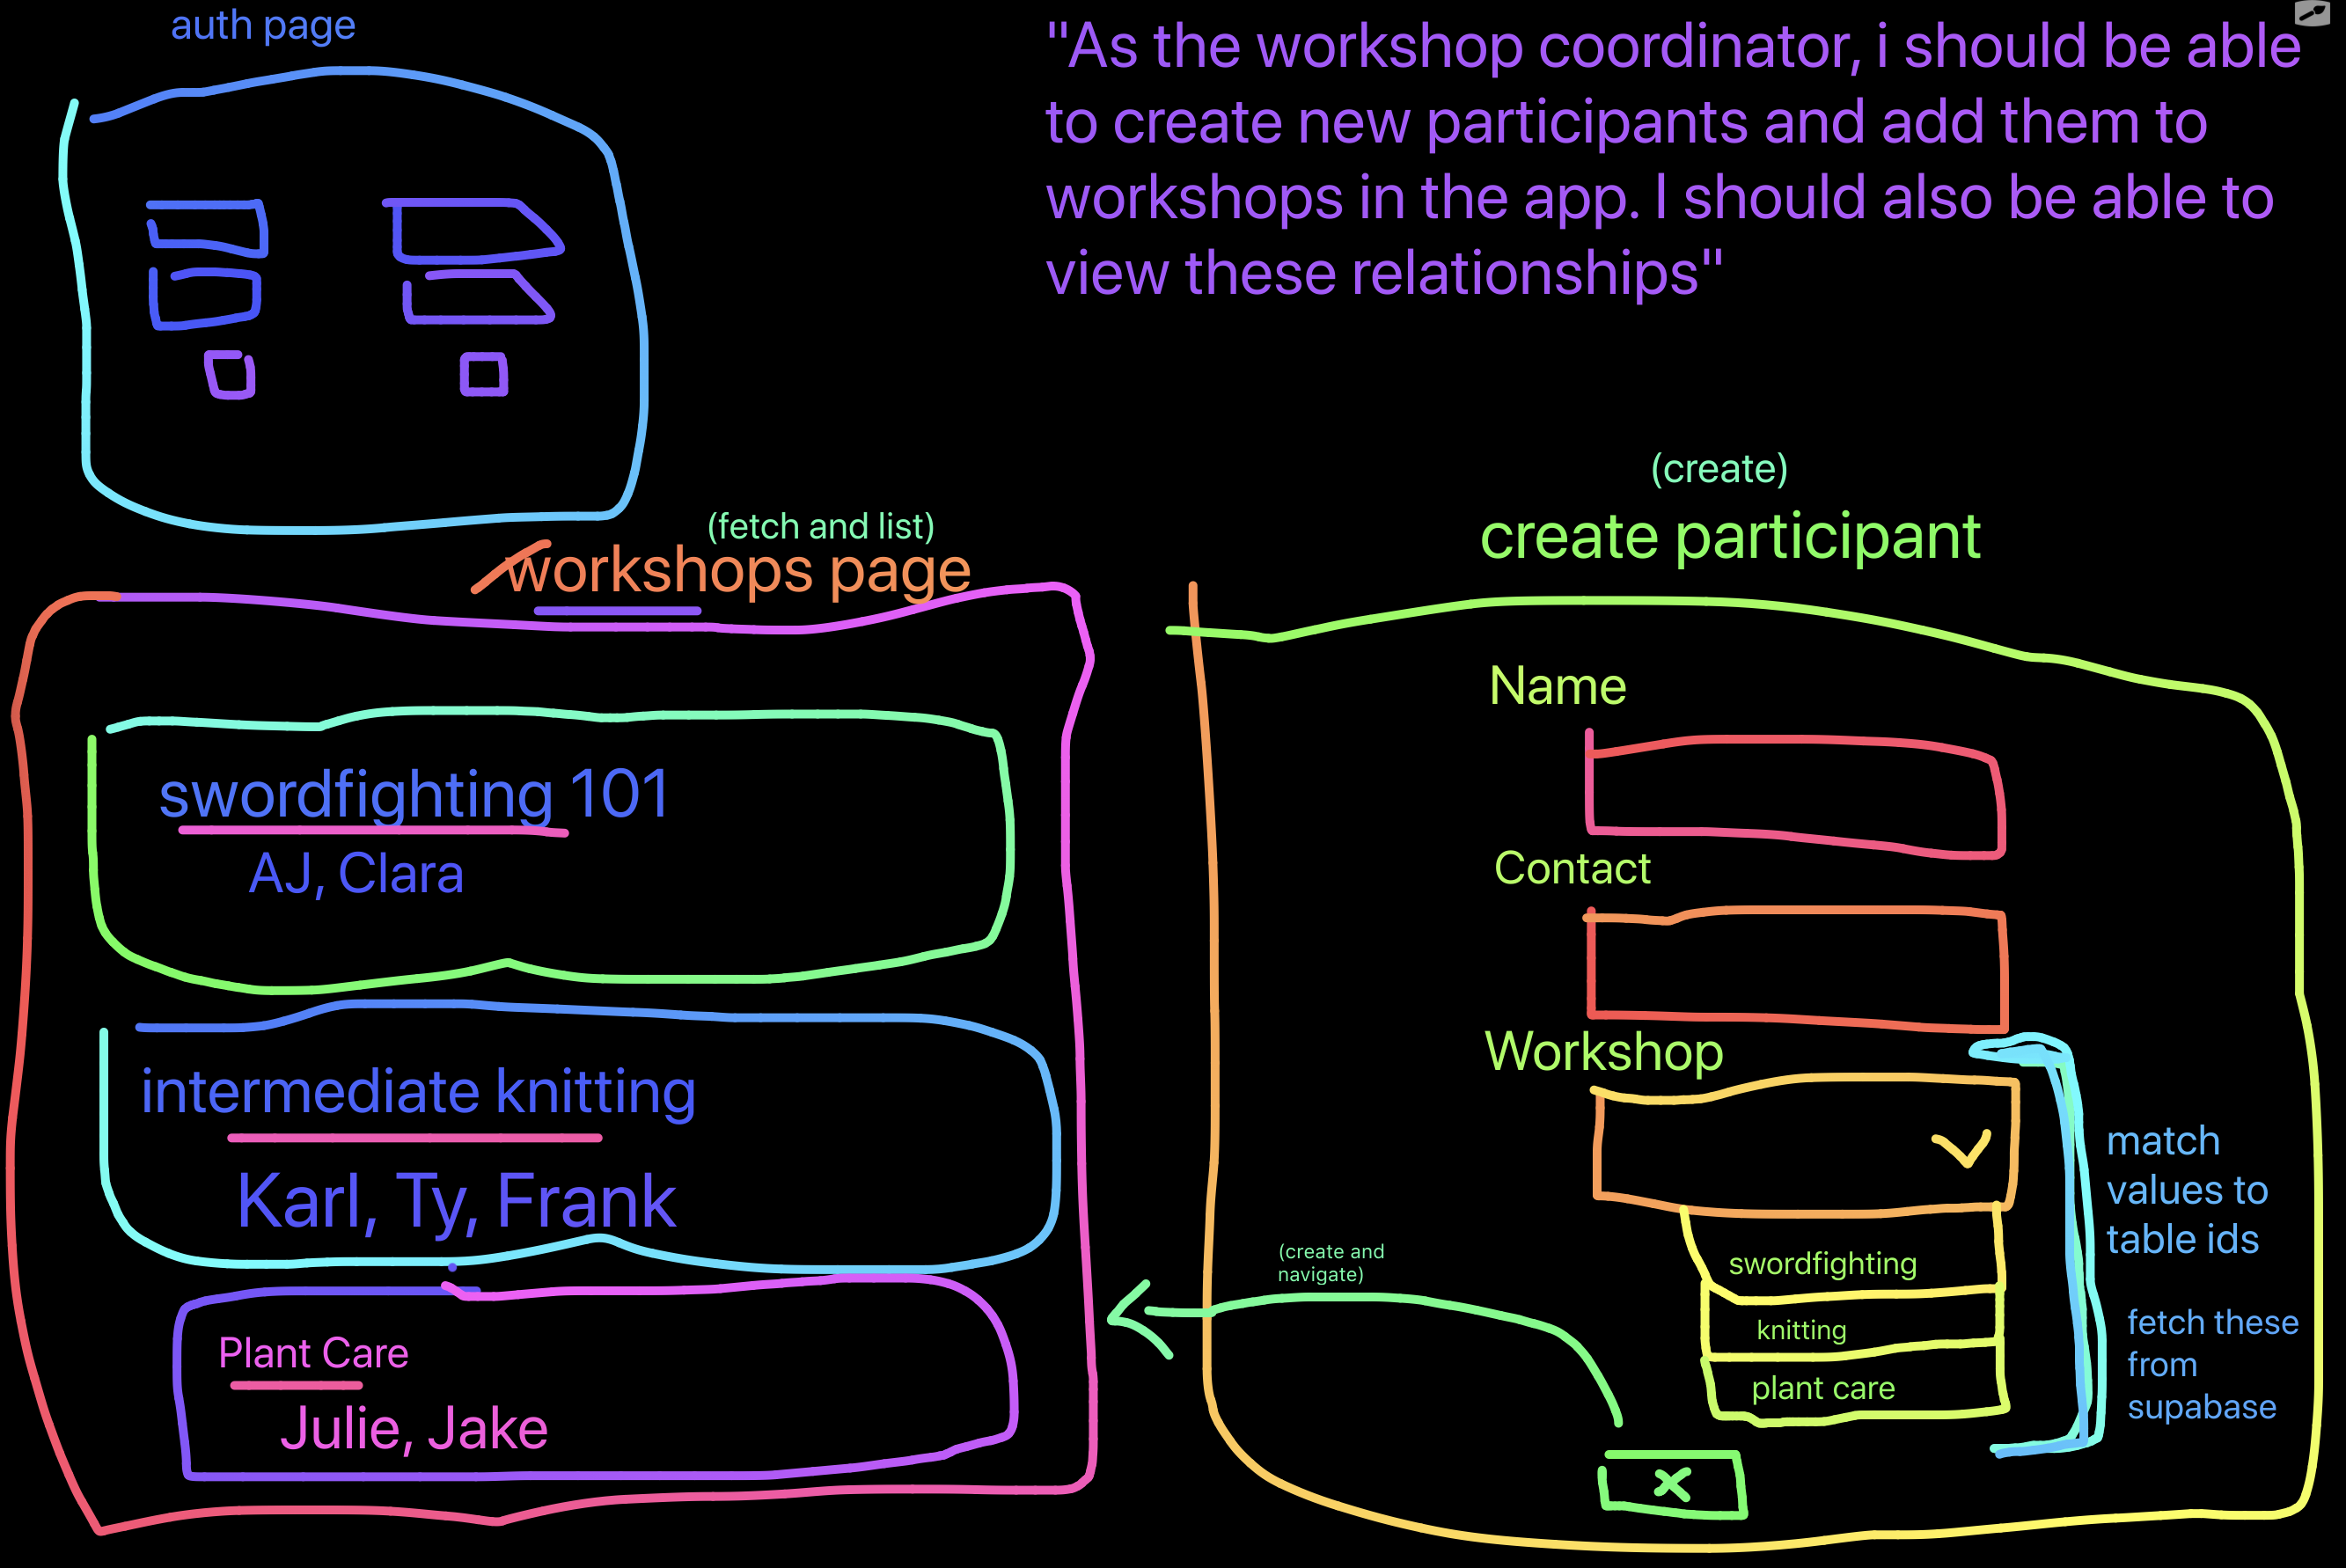 auth page
"As the workshop coordinator, i should be able
to create new participants and add them to
workshops in the app. I should also be able to
view these relationships"
(fetch and list)
workshops page
swordfighting 101
AJ, Clara
intermediate knitting
Karl, Ty, Frank
Plant Care
Julie, Jake
(create)
create participant
Name
Contact
Workshop
swordfighting
knitting
plant care
match
values to
table ids
fetch these
from
supabase
(create and
navigate)